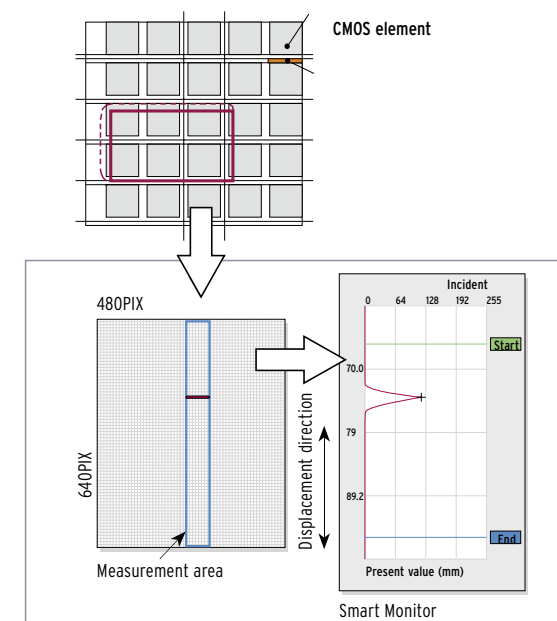 CMOS element
480PIX
640PIX
Measurement area
Displacement direction
Incident
0 64 128 192 255
Start
70.0
79
89.2
End
Present value (mm)
Smart Monitor